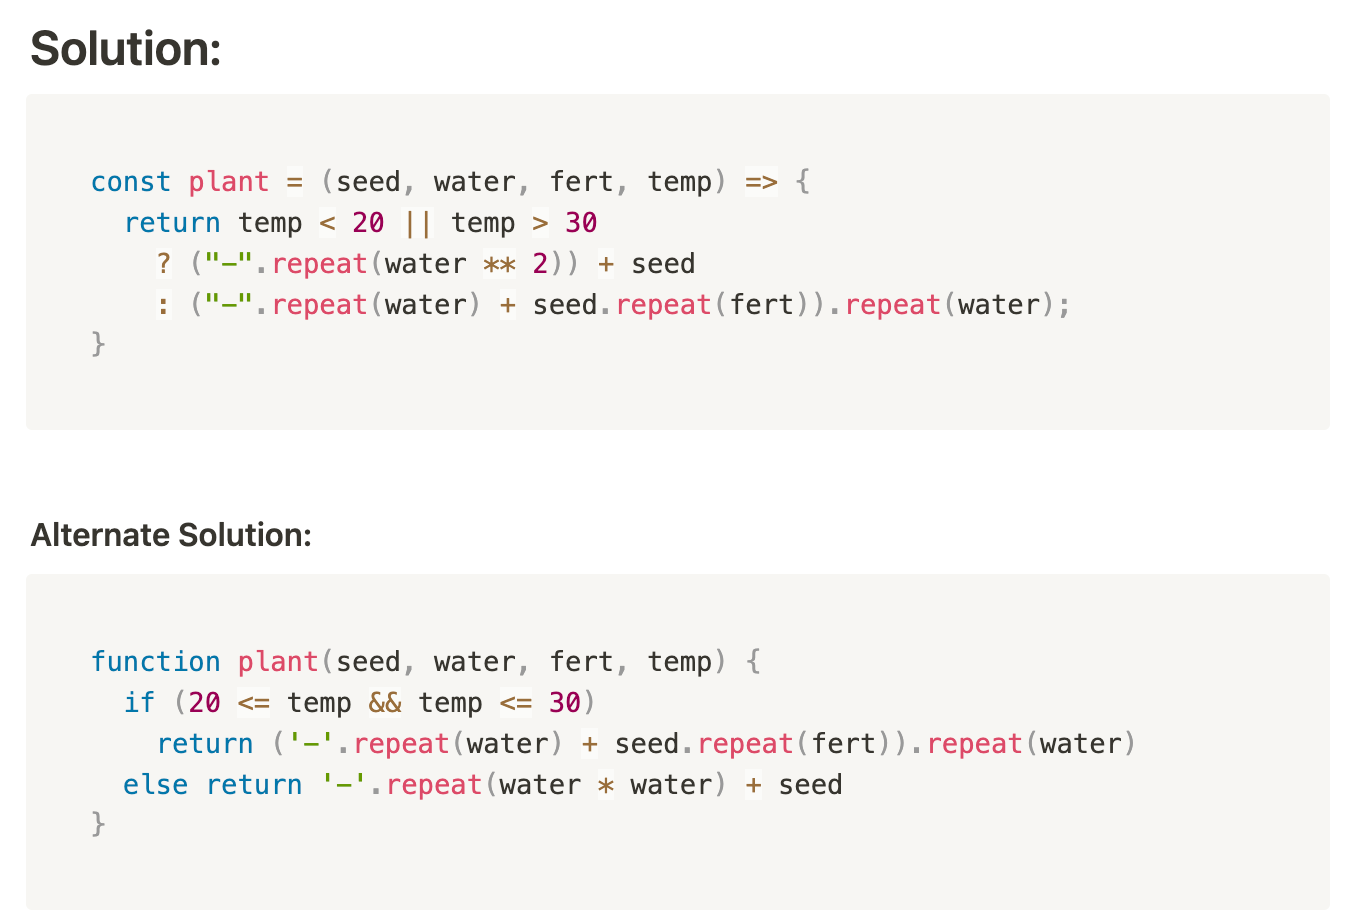 Solution:
const plant = (seed, water, fert, temp) => {
  return temp < 20 || temp > 30
    ? ("-".repeat(water ** 2)) + seed
    : ("-".repeat(water) + seed.repeat(fert)).repeat(water);
}
Alternate Solution:
function plant(seed, water, fert, temp) {
  if (20 <= temp && temp <= 30)
    return ('-'.repeat(water) + seed.repeat(fert)).repeat(water)
  else return '-'.repeat(water * water) + seed
}